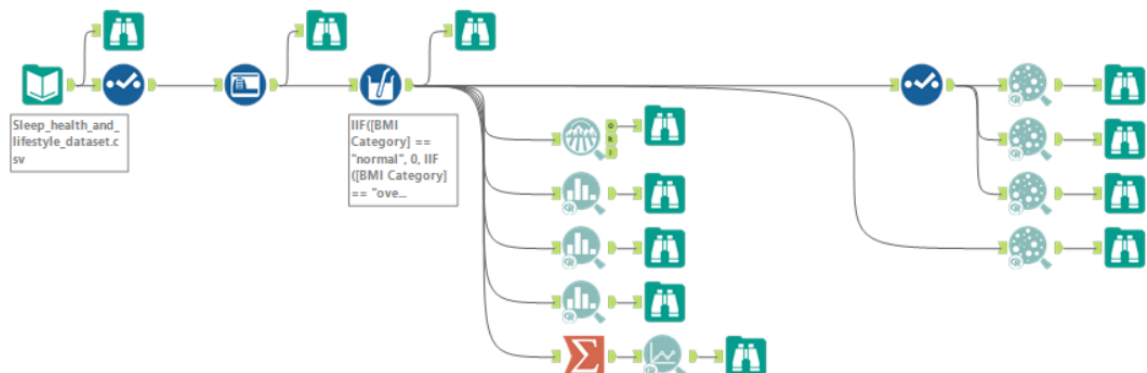 Sleep_health_and_
lifestyle_dataset.c
sv
IIF([BMI
Category] ==
"normal", 0, IIF
([BMI Category]
== "ove...
O
R
I